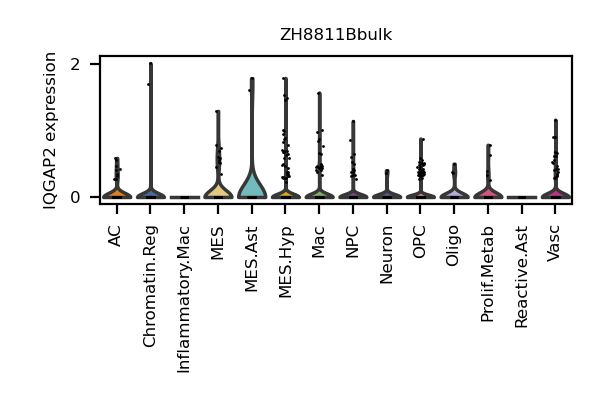 ZH8811Bbulk
IQGAP2 expression
2
0
AC
Chromatin.Reg
Inflammatory.Mac
MES
MES.Ast
MES.Hyp
Mac
NPC
Neuron
OPC
Oligo
Prolif.Metab
Reactive.Ast
Vasc